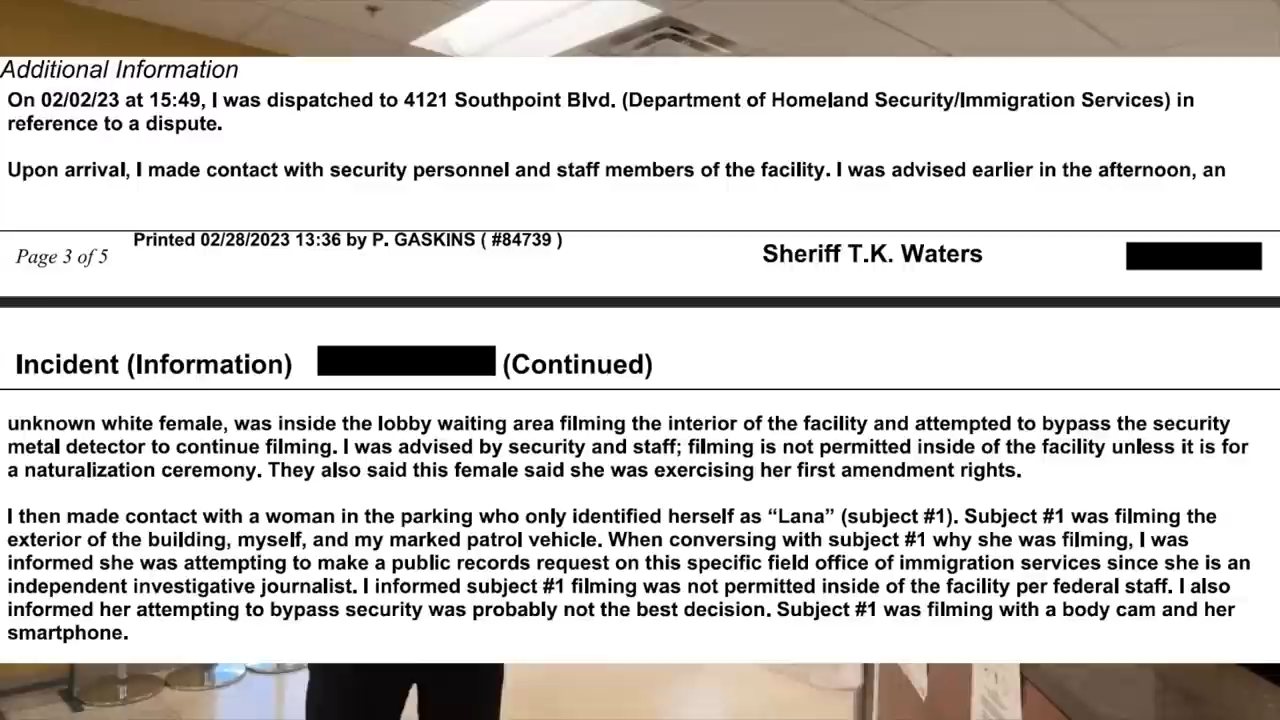 Additional Information
On 02/02/23 at 15:49, I was dispatched to 4121 Southpoint Blvd. (Department of Homeland Security/Immigration Services) in
reference to a dispute.
Upon arrival, I made contact with security personnel and staff members of the facility. I was advised earlier in the afternoon, an
Printed 02/28/2023 13:36 by P. GASKINS ( #84739 )
Page 3 of 5
Sheriff T.K. Waters
Incident (Information) (Continued)
unknown white female, was inside the lobby waiting area filming the interior of the facility and attempted to bypass the security
metal detector to continue filming. I was advised by security and staff; filming is not permitted inside of the facility unless it is for
a naturalization ceremony. They also said this female said she was exercising her first amendment rights.
I then made contact with a woman in the parking who only identified herself as “Lana” (subject #1). Subject #1 was filming the
exterior of the building, myself, and my marked patrol vehicle. When conversing with subject #1 why she was filming, I was
informed she was attempting to make a public records request on this specific field office of immigration services since she is an
independent investigative journalist. I informed subject #1 filming was not permitted inside of the facility per federal staff. I also
informed her attempting to bypass security was probably not the best decision. Subject #1 was filming with a body cam and her
smartphone.